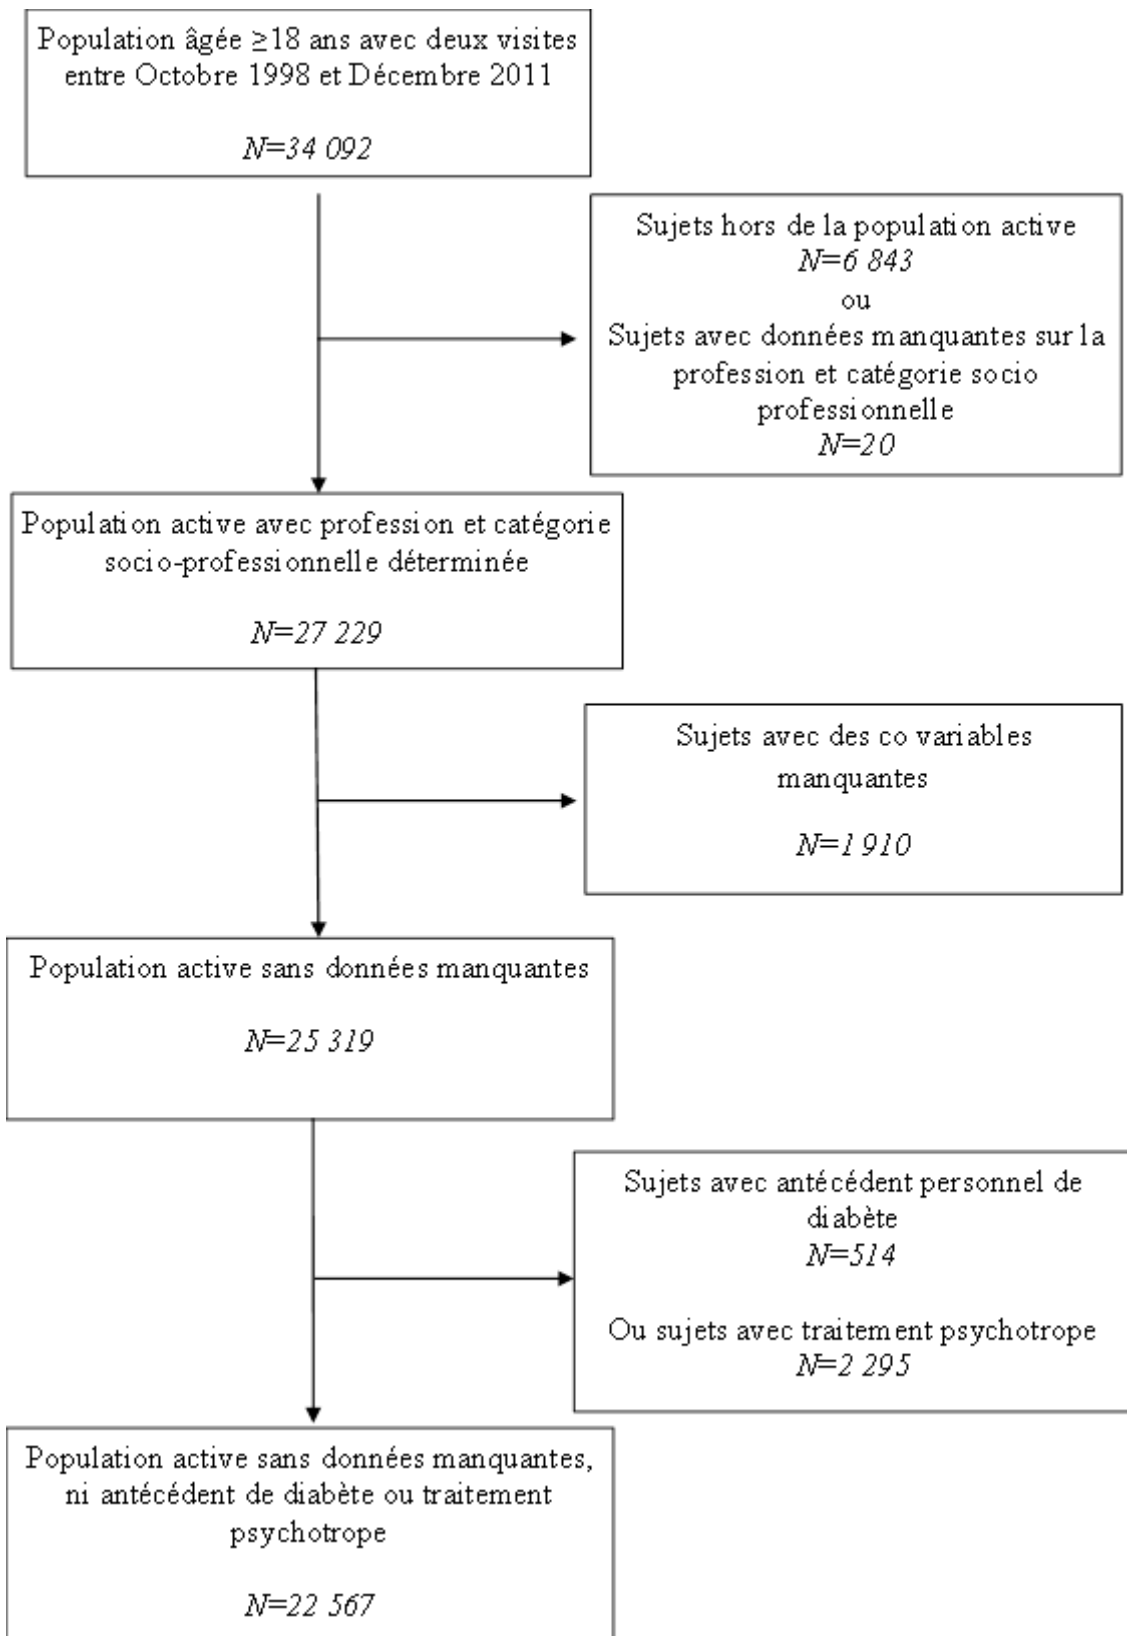 Population âgée ≥18 ans avec deux visites
entre Octobre 1998 et Décembre 2011
N=34 092
Sujets hors de la population active
N=6 843
ou
Sujets avec données manquantes sur la
profession et catégorie socio
professionnelle
N=20
Population active avec profession et catégorie
socio-professionnelle déterminée
N=27 229
Sujets avec des co variables
manquantes
N=1 910
Population active sans données manquantes
N=25 319
Sujets avec antécédent personnel de
diabète
N=514
Ou sujets avec traitement psychotrope
N=2 295
Population active sans données manquantes,
ni antécédent de diabète ou traitement
psychotrope
N=22 567